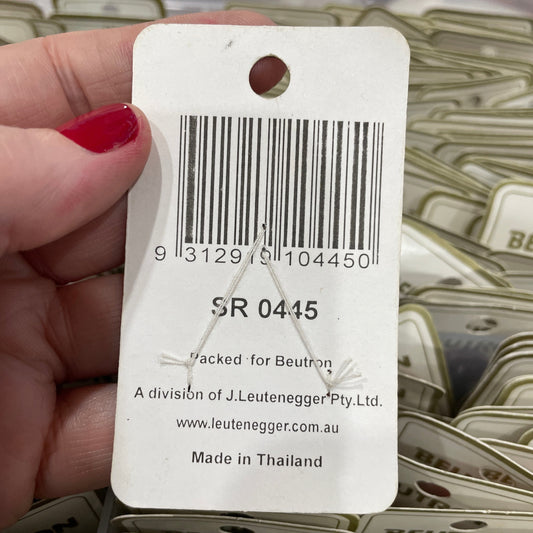 9 312919 104450
SR 0445
Packed for Beutron
A division of J.Leutenegger Pty.Ltd.
www.leutenegger.com.au
Made in Thailand